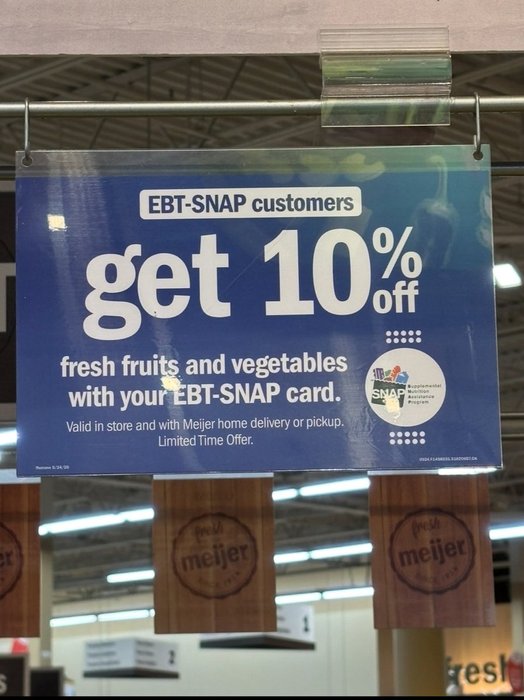 EBT-SNAP customers
get 10% off
fresh fruits and vegetables
with your EBT-SNAP card.
Valid in store and with Meijer home delivery or pickup.
Limited Time Offer.
SNAP
Supplemental
Nutrition
Assistance
Program
fresh
meijer
fresh
meijer
er
2
1
fresh